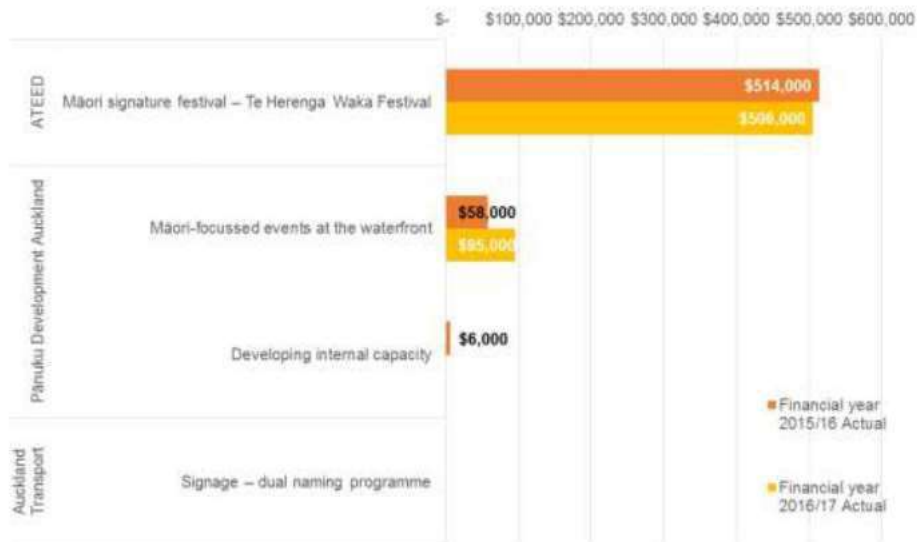 $- $100,000 $200,000 $300,000 $400,000 $500,000 $600,000
ATEED
Māori signature festival – Te Herenga Waka Festival
$514,000
$506,000
Pānuku Development Auckland
Māori-focussed events at the waterfront
$58,000
$95,000
Developing internal capacity
$6,000
Auckland
Transport
Signage – dual naming programme
Financial year
2015/16 Actual
Financial year
2016/17 Actual